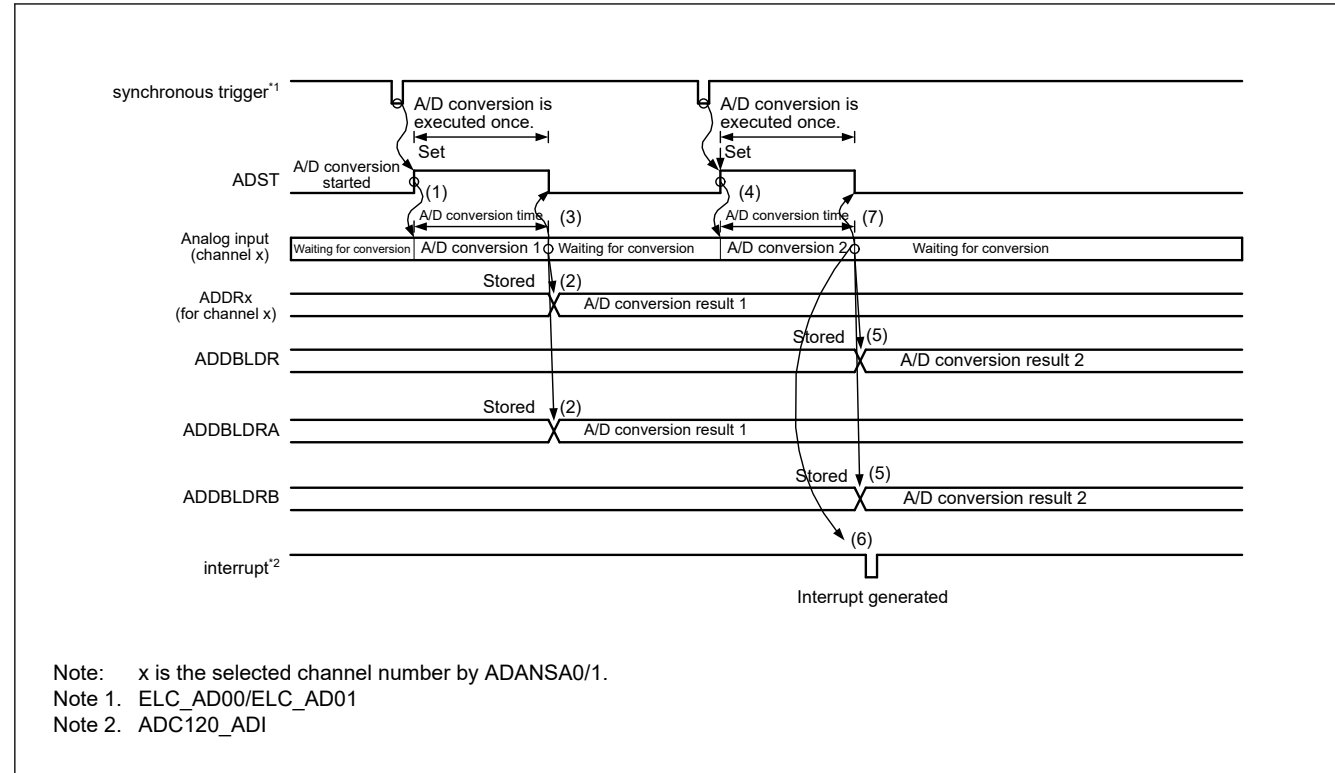 synchronous trigger*1
A/D conversion is
executed once.
A/D conversion is
executed once.
Set
Set
A/D conversion
started
ADST
(1)
(4)
A/D conversion time
(3)
A/D conversion time
(7)
Analog input
(channel x)
Waiting for conversion
A/D conversion 1
Waiting for conversion
A/D conversion 2
Waiting for conversion
Stored
(2)
ADDRx
(for channel x)
A/D conversion result 1
Stored
(5)
ADDBLDR
A/D conversion result 2
Stored
(2)
ADDBLDRA
A/D conversion result 1
Stored
(5)
ADDBLDRB
A/D conversion result 2
(6)
interrupt*2
Interrupt generated
Note: x is the selected channel number by ADANSA0/1.
Note 1. ELC_AD00/ELC_AD01
Note 2. ADC120_ADI